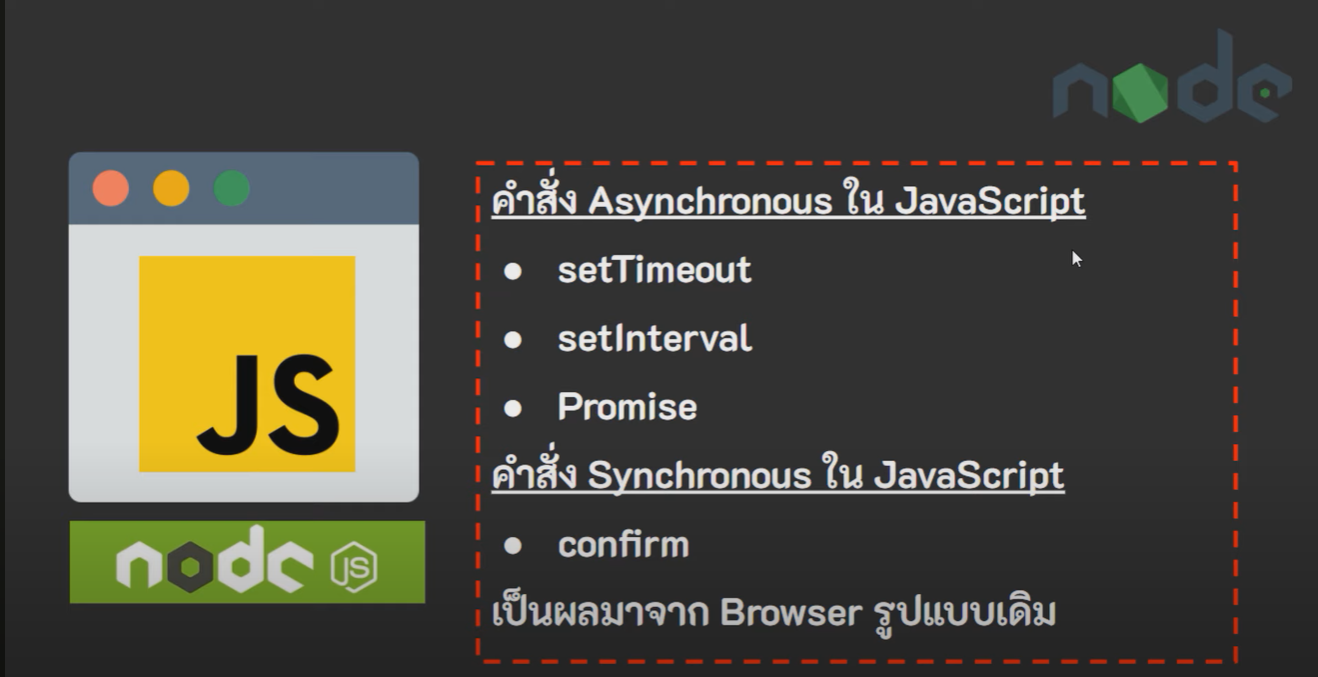 node
คำสั่ง Asynchronous ใน JavaScript
● setTimeout
● setInterval
● Promise
คำสั่ง Synchronous ใน JavaScript
● confirm
เป็นผลมาจาก Browser รูปแบบเดิม
JS
node JS